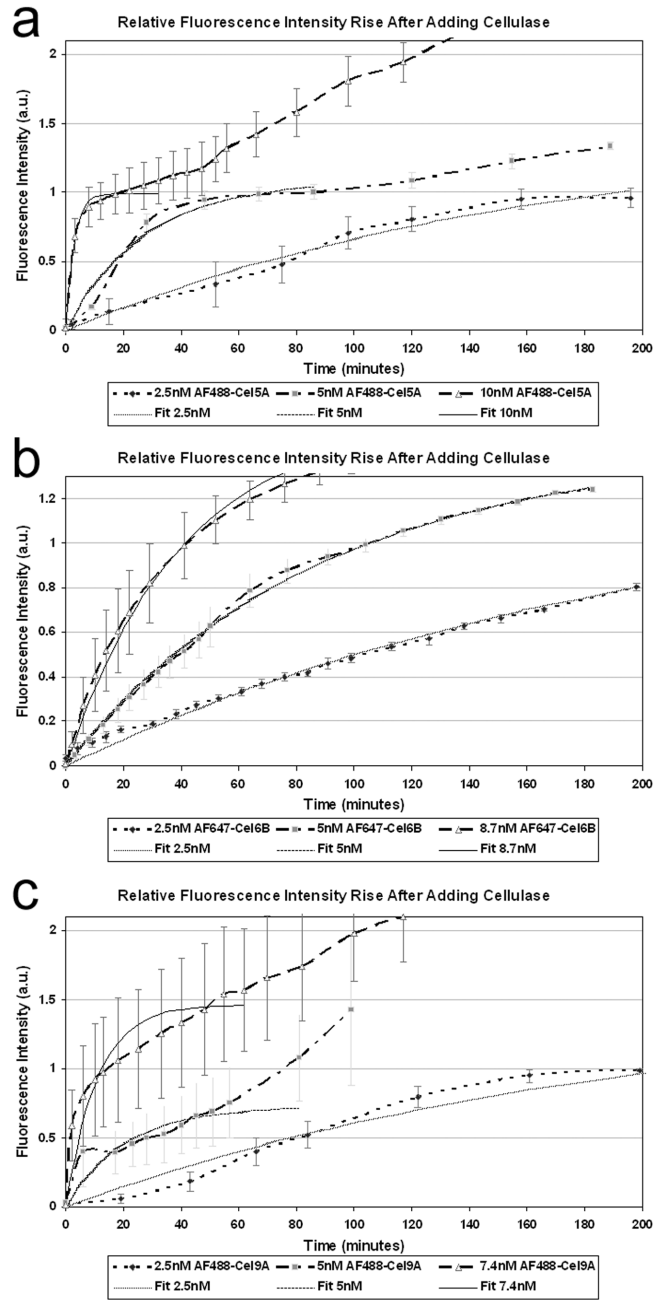 a
Relative Fluorescence Intensity Rise After Adding Cellulase
Fluorescence Intensity (a.u.)
2
1.5
1
0.5
0
0 20 40 60 80 100 120 140 160 180 200
Time (minutes)
2.5nM AF488-Cel5A 5nM AF488-Cel5A 10nM AF488-Cel5A
Fit 2.5nM Fit 5nM Fit 10nM
b
Relative Fluorescence Intensity Rise After Adding Cellulase
Fluorescence Intensity (a.u.)
1.2
1
0.8
0.6
0.4
0.2
0
0 20 40 60 80 100 120 140 160 180 200
Time (minutes)
2.5nM AF647-Cel6B 5nM AF647-Cel6B 8.7nM AF647-Cel6B
Fit 2.5nM Fit 5nM Fit 8.7nM
c
Relative Fluorescence Intensity Rise After Adding Cellulase
Fluorescence Intensity (a.u.)
2
1.5
1
0.5
0
0 20 40 60 80 100 120 140 160 180 200
Time (minutes)
2.5nM AF488-Cel9A 5nM AF488-Cel9A 7.4nM AF488-Cel9A
Fit 2.5nM Fit 5nM Fit 7.4nM